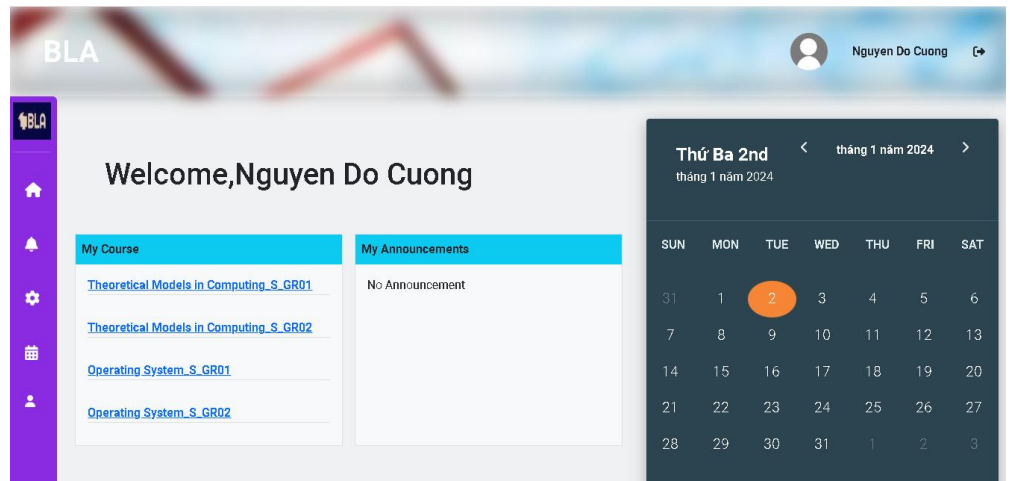 BLA
Nguyen Do Cuong
BLA
Welcome,Nguyen Do Cuong
My Course
Theoretical Models in Computing_S_GR01
Theoretical Models in Computing_S_GR02
Operating System_S_GR01
Operating System_S_GR02
My Announcements
No Announcement
Thứ Ba 2nd
tháng 1 năm 2024
tháng 1 năm 2024
SUN MON TUE WED THU FRI SAT
31 1 2 3 4 5 6
7 8 9 10 11 12 13
14 15 16 17 18 19 20
21 22 23 24 25 26 27
28 29 30 31 1 2 3